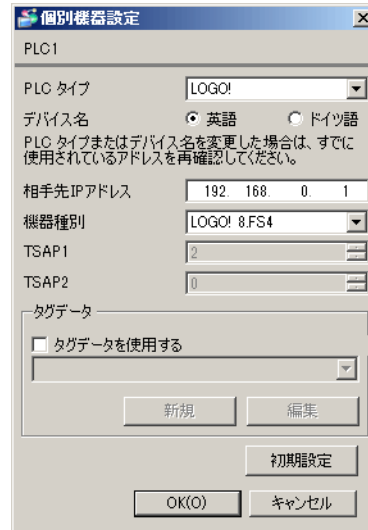 個別機器設定
PLC1
PLC タイプ LOGO!
デバイス名 英語 ドイツ語
PLC タイプまたはデバイス名を変更した場合は、すでに
使用されているアドレスを再確認してください。
相手先IPアドレス 192. 168. 0. 1
機器種別 LOGO! 8.FS4
TSAP1 2
TSAP2 0
タグデータ
タグデータを使用する
新規 編集
初期設定
OK(O) キャンセル